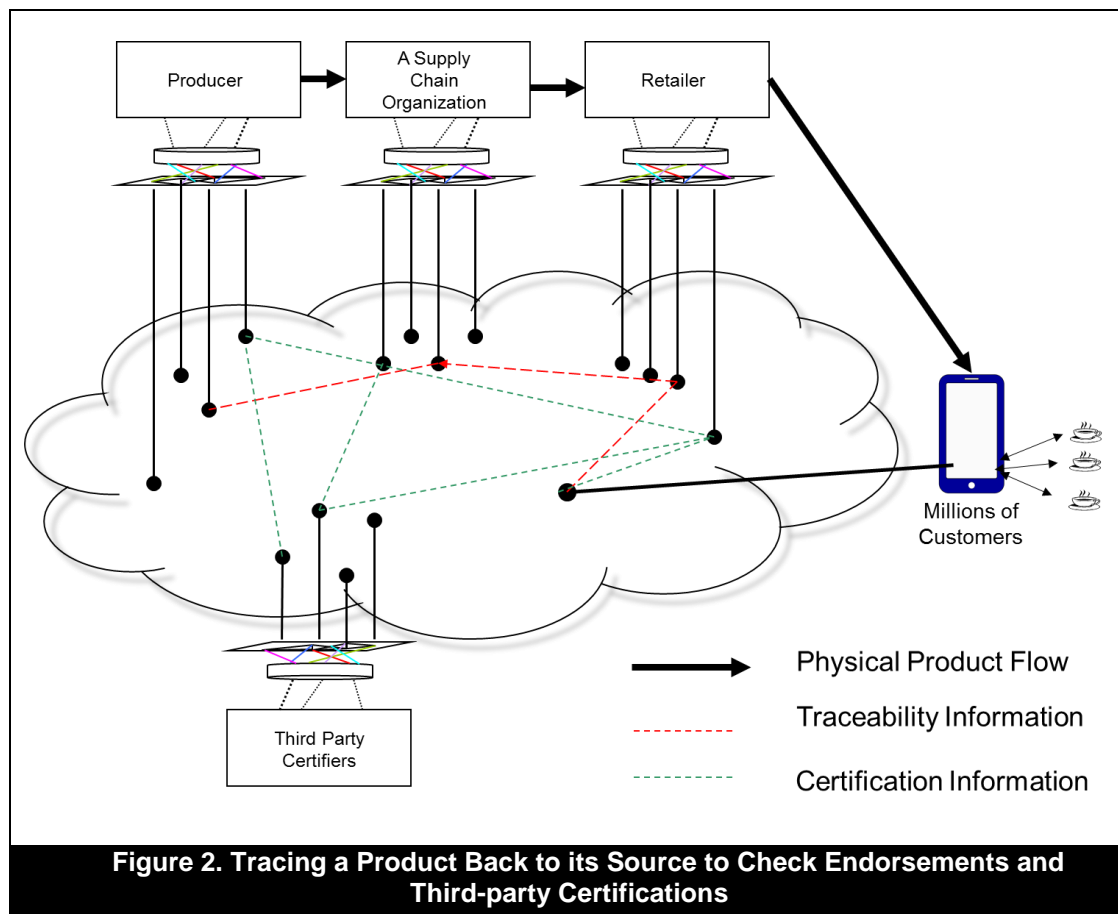 Producer
A Supply
Chain
Organization
Retailer
Millions of
Customers
Third Party
Certifiers
Physical Product Flow
Traceability Information
Certification Information
Figure 2. Tracing a Product Back to its Source to Check Endorsements and
Third-party Certifications